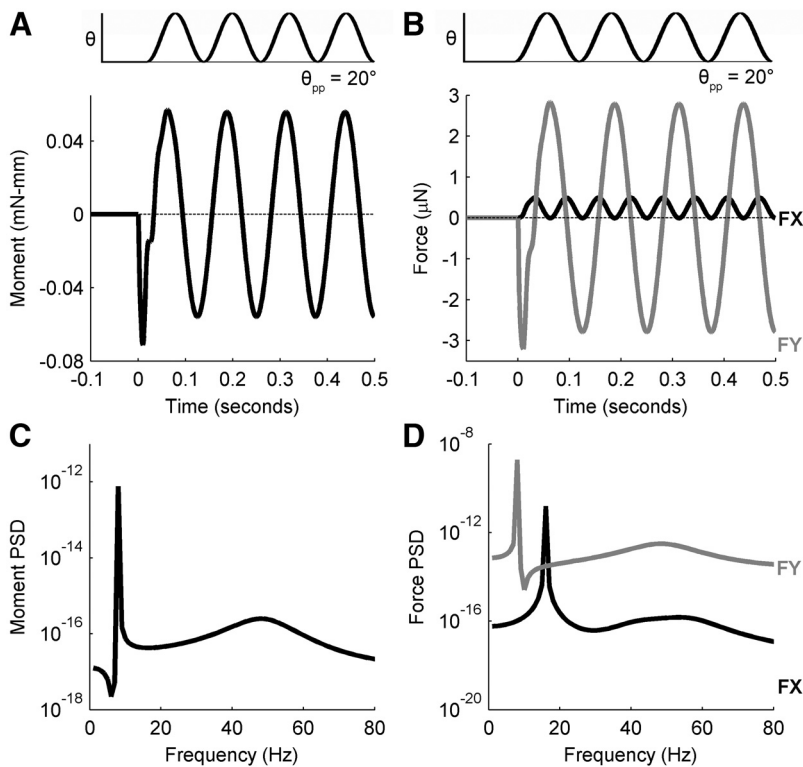 A
θ
θpp = 20°
Moment (mN-mm)
0.04
0
-0.04
-0.08
-0.1 0 0.1 0.2 0.3 0.4 0.5
Time (seconds)
B
θ
θpp = 20°
Force (μN)
3
2
1
0
-1
-2
-3
FX
FY
-0.1 0 0.1 0.2 0.3 0.4 0.5
Time (seconds)
C
Moment PSD
10-12
10-14
10-16
10-18
0 20 40 60 80
Frequency (Hz)
D
Force PSD
10-8
10-12
10-16
10-20
FY
FX
0 20 40 60 80
Frequency (Hz)